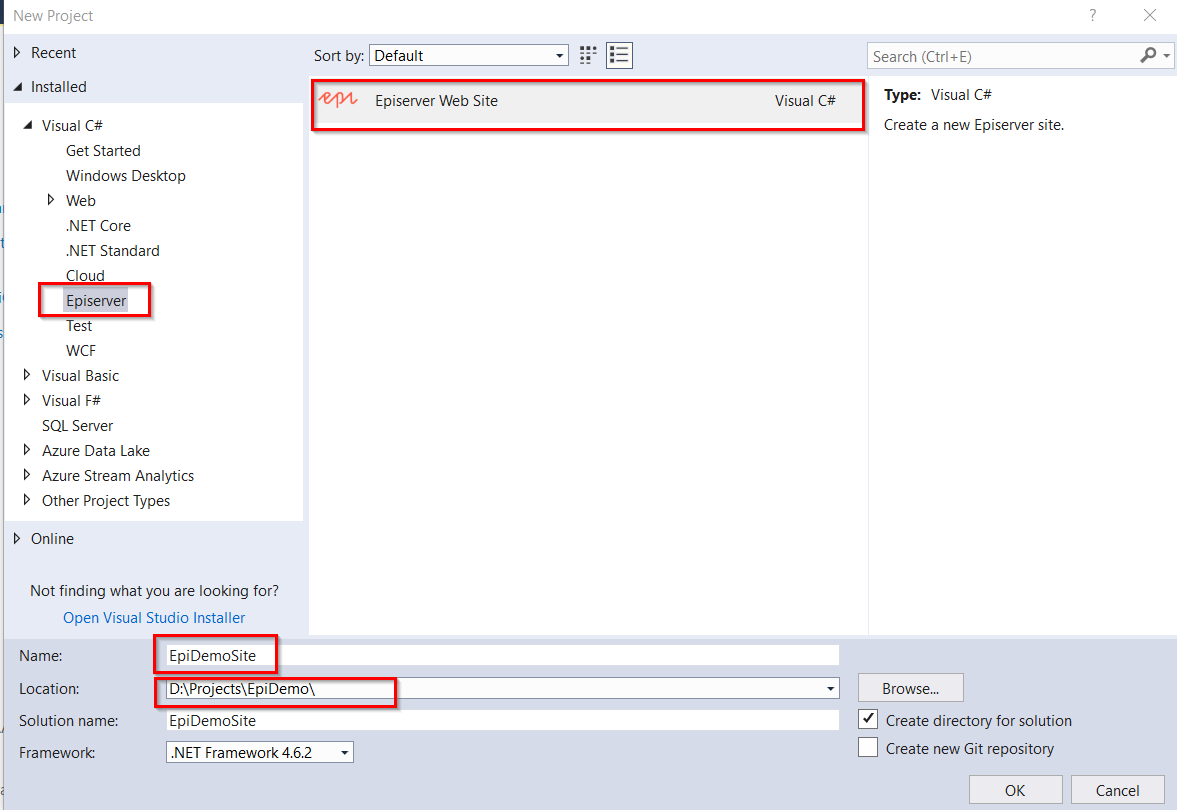 New Project
?
Recent
Installed
Visual C#
Get Started
Windows Desktop
Web
.NET Core
.NET Standard
Cloud
Episerver
Test
WCF
Visual Basic
Visual F#
SQL Server
Azure Data Lake
Azure Stream Analytics
Other Project Types
Online
Not finding what you are looking for?
Open Visual Studio Installer
Sort by: Default
epi Episerver Web Site Visual C#
Search (Ctrl+E)
Type: Visual C#
Create a new Episerver site.
Name: EpiDemoSite
Location: D:\Projects\EpiDemo\
Browse...
Solution name: EpiDemoSite
Create directory for solution
Framework: .NET Framework 4.6.2
Create new Git repository
OK
Cancel